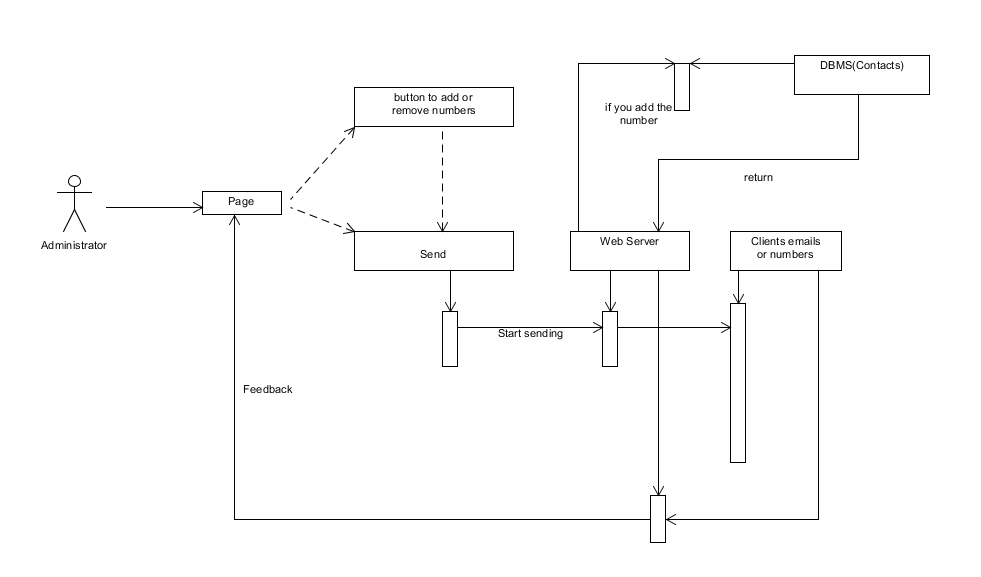 DBMS(Contacts)
button to add or
remove numbers
if you add the
number
return
Page
Administrator
Send
Web Server
Clients emails
or numbers
Start sending
Feedback